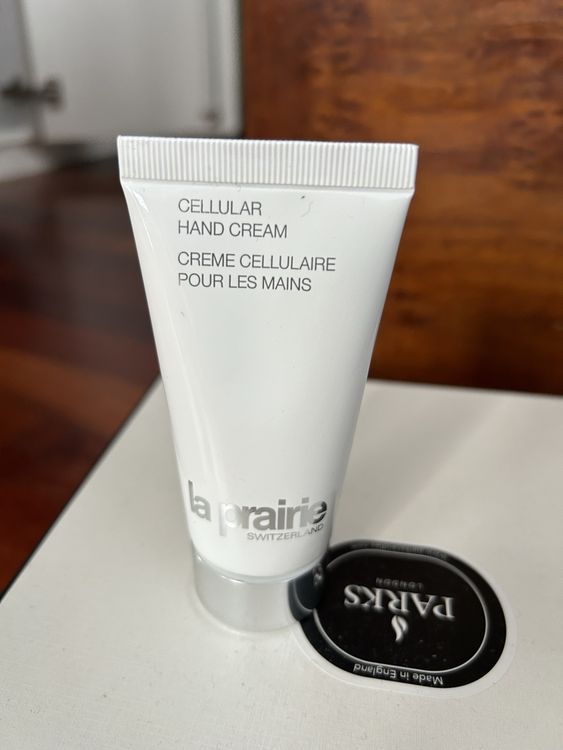 CELLULAR
HAND CREAM
CREME CELLULAIRE
POUR LES MAINS
la prairie
SWITZERLAND
PARKS
LONDON
Made in England